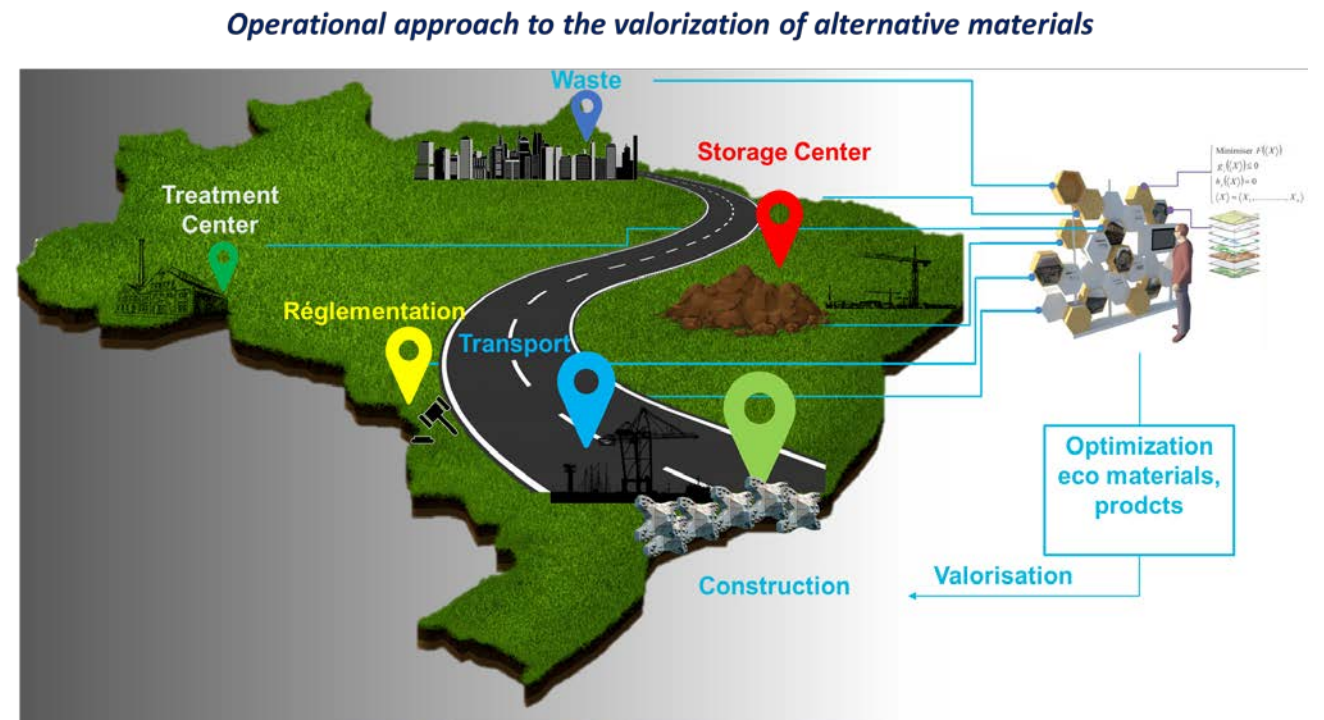 Operational approach to the valorization of alternative materials
Waste
Storage Center
Treatment
Center
Réglementation
Transport
Minimiser F({X})
Optimization
eco materials,
prodcts
Construction
Valorisation